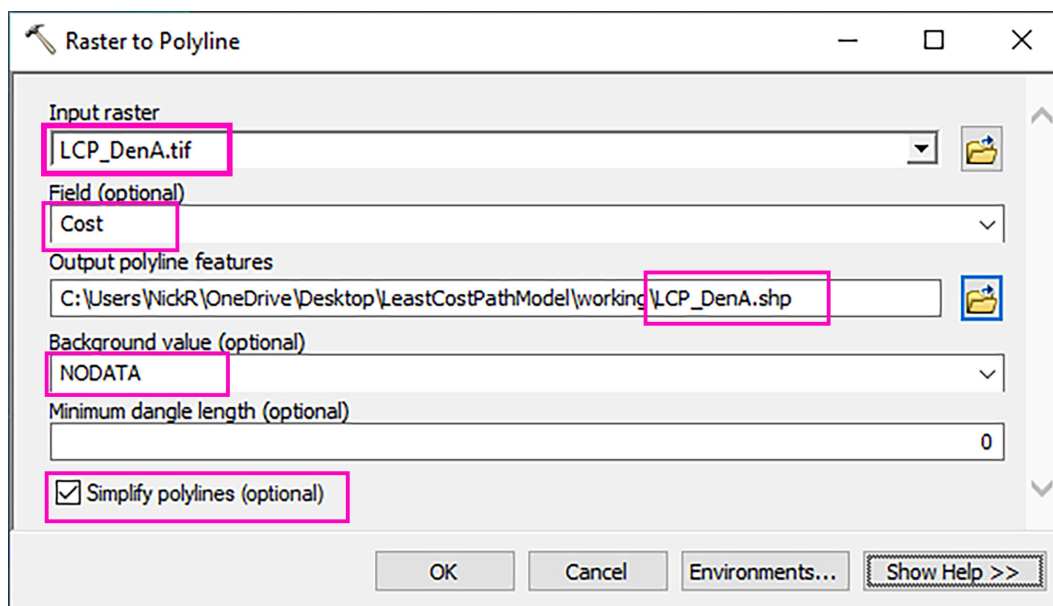 Raster to Polyline
Input raster
LCP_DenA.tif
Field (optional)
Cost
Output polyline features
C:\Users\NickR\OneDrive\Desktop\LeastCostPathModel\working\LCP_DenA.shp
Background value (optional)
NODATA
Minimum dangle length (optional)
0
Simplify polylines (optional)
OK Cancel Environments... Show Help >>